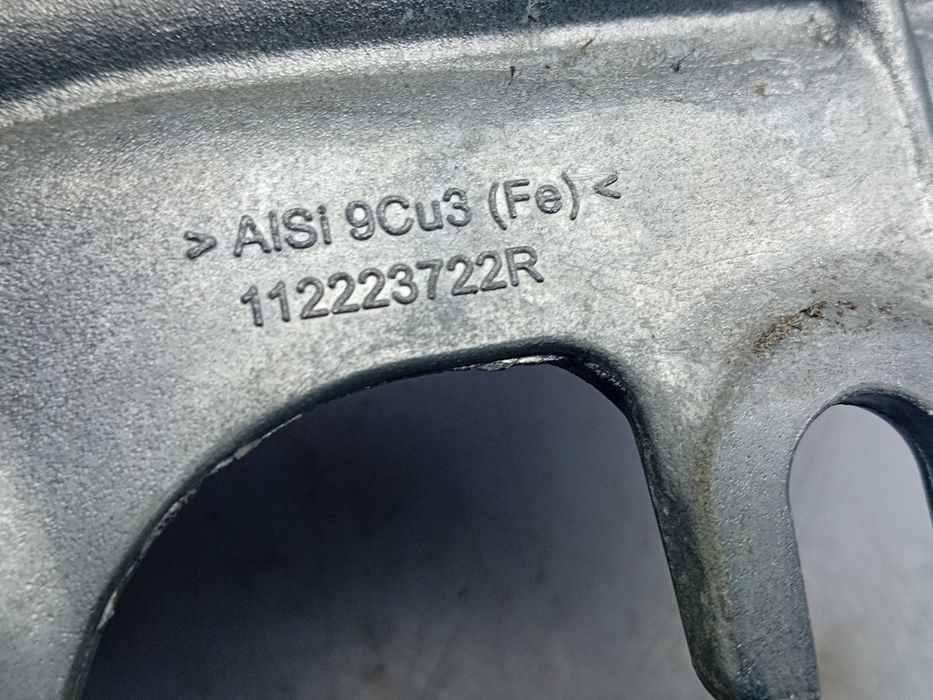 > AlSi 9Cu3 (Fe) <
112223722R